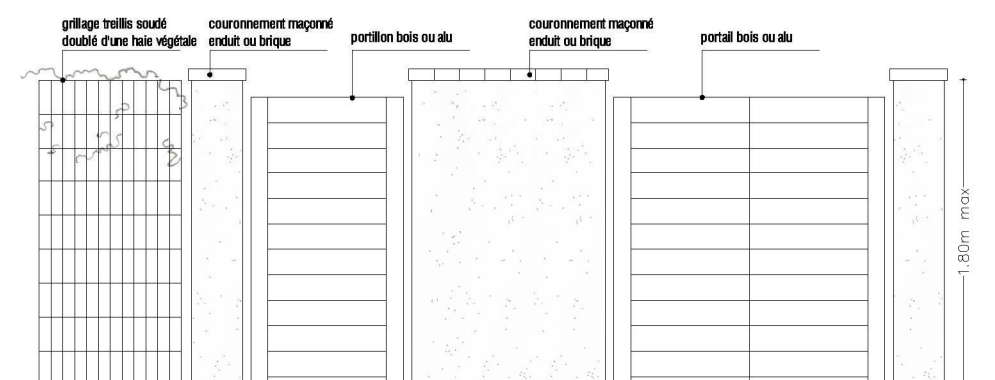 grillage treillis soudé
doublé d'une haie végétale
couronnement maçonné
enduit ou brique
portillon bois ou alu
couronnement maçonné
enduit ou brique
portail bois ou alu
1.80m max